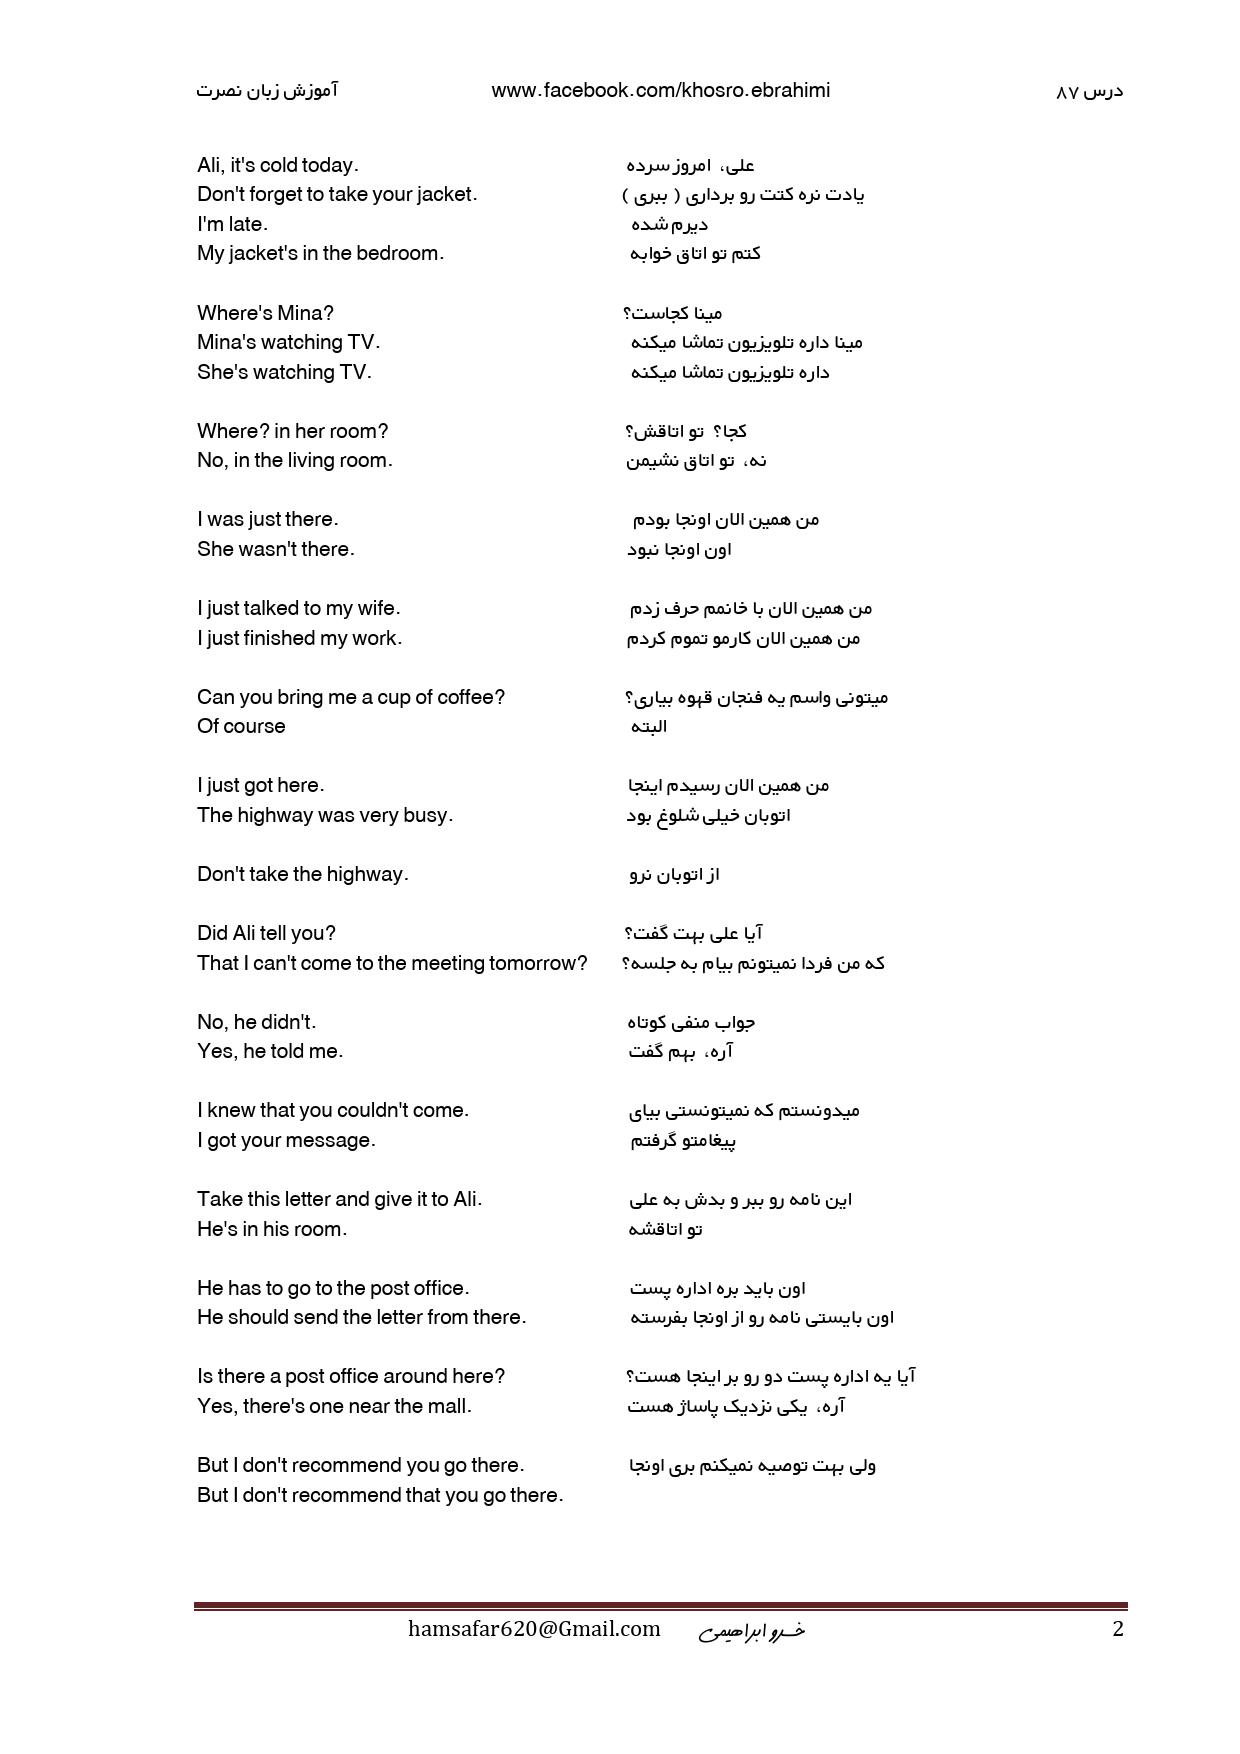 آموزش زبان نصرت www.facebook.com/khosro.ebrahimi درس ۸۷
Ali, it's cold today. علی، امروز سرده
Don't forget to take your jacket. یادت نره کتت رو برداری ( ببری )
I'm late. دیرم شده
My jacket's in the bedroom. کتم تو اتاق خوابه
Where's Mina? مینا کجاست؟
Mina's watching TV. مینا داره تلویزیون تماشا میکنه
She's watching TV. داره تلویزیون تماشا میکنه
Where? in her room? کجا؟ تو اتاقش؟
No, in the living room. نه، تو اتاق نشیمن
I was just there. من همین الان اونجا بودم
She wasn't there. اون اونجا نبود
I just talked to my wife. من همین الان با خانمم حرف زدم
I just finished my work. من همین الان کارمو تموم کردم
Can you bring me a cup of coffee? میتونی واسم یه فنجان قهوه بیاری؟
Of course البته
I just got here. من همین الان رسیدم اینجا
The highway was very busy. اتوبان خیلی شلوغ بود
Don't take the highway. از اتوبان نرو
Did Ali tell you? آیا علی بهت گفت؟
That I can't come to the meeting tomorrow? که من فردا نمیتونم بیام به جلسه؟
No, he didn't. جواب منفی کوتاه
Yes, he told me. آره، بهم گفت
I knew that you couldn't come. میدونستم که نمیتونستی بیای
I got your message. پیغامتو گرفتم
Take this letter and give it to Ali. این نامه رو ببر و بدش به علی
He's in his room. تو اتاقشه
He has to go to the post office. اون باید بره اداره پست
He should send the letter from there. اون بایستی نامه رو از اونجا بفرسته
Is there a post office around here? آیا یه اداره پست دو رو بر اینجا هست؟
Yes, there's one near the mall. آره، یکی نزدیک پاساژ هست
But I don't recommend you go there. ولی بهت توصیه نمیکنم بری اونجا
But I don't recommend that you go there.
hamsafar620@Gmail.com خسرو ابراهیمی 2